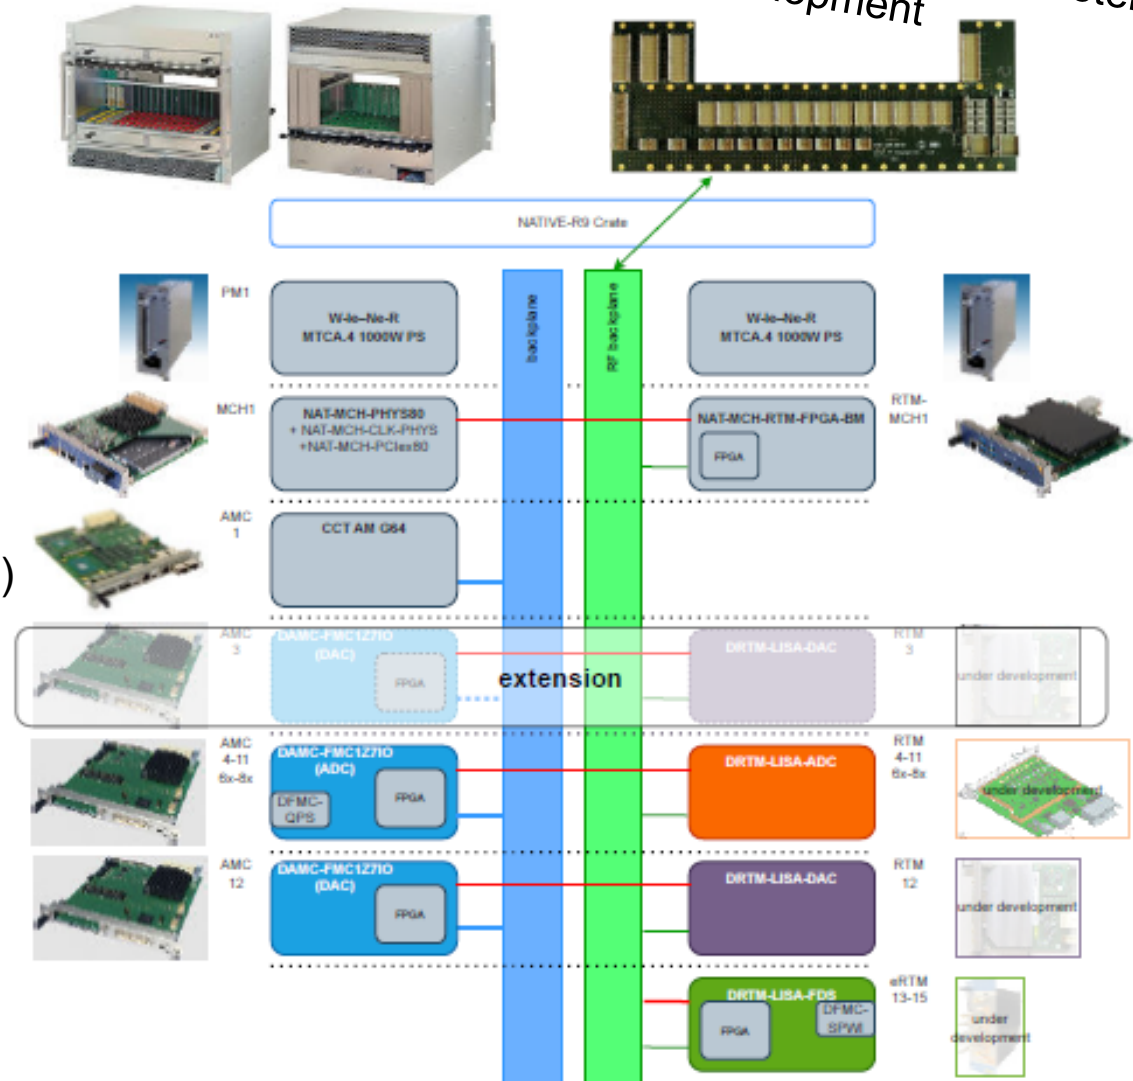 NATIVE-R9 Crate
backplane
RF backplane
PM1
W-Ie-Ne-R
MTCA.4 1000W PS
W-Ie-Ne-R
MTCA.4 1000W PS
MCH1
NAT-MCH-PHYS80
+ NAT-MCH-CLK-PHYS
+NAT-MCH-PCIex80
NAT-MCH-RTM-FPGA-BM
FPGA
RTM-
MCH1
AMC
1
CCT AM G64
)
AMC
3
DAMC-FMC1Z7IO
(DAC)
FPGA
extension
DRTM-LISA-DAC
RTM
3
under development
AMC
4-11
6x-8x
DAMC-FMC1Z7IO
(ADC)
DFMC-
QPS
FPGA
DRTM-LISA-ADC
RTM
4-11
6x-8x
under development
AMC
12
DAMC-FMC1Z7IO
(DAC)
FPGA
DRTM-LISA-DAC
RTM
12
under development
DRTM-LISA-FDS
FPGA
DFMC-
SPWI
eRTM
13-15
under
development